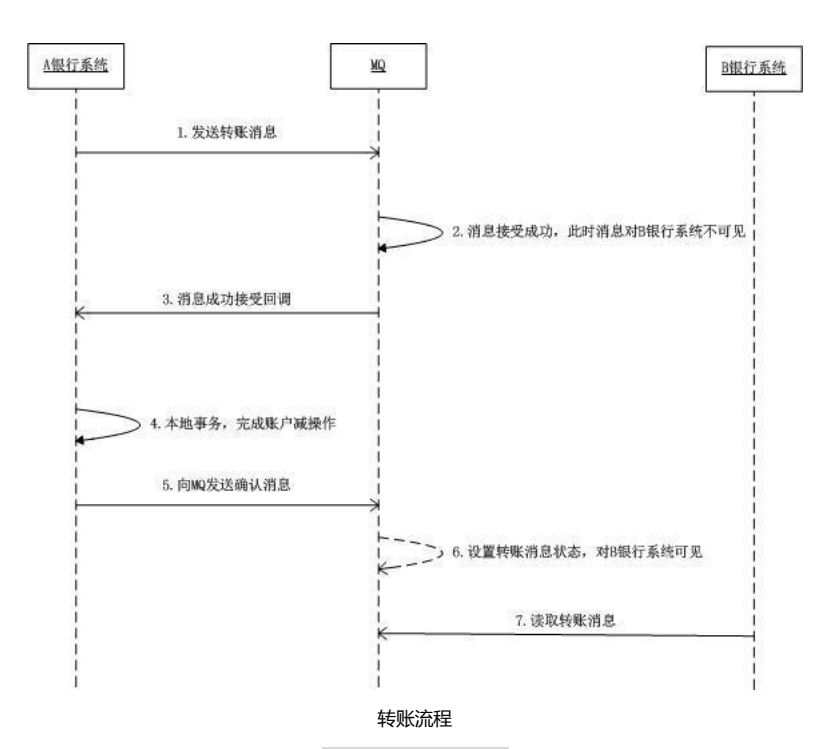 A银行系统
MQ
B银行系统
1.发送转账消息
2.消息接受成功，此时消息对B银行系统不可见
3.消息成功接受回调
4.本地事务，完成账户减操作
5.向MQ发送确认消息
6.设置转账消息状态，对B银行系统可见
7.读取转账消息
转账流程